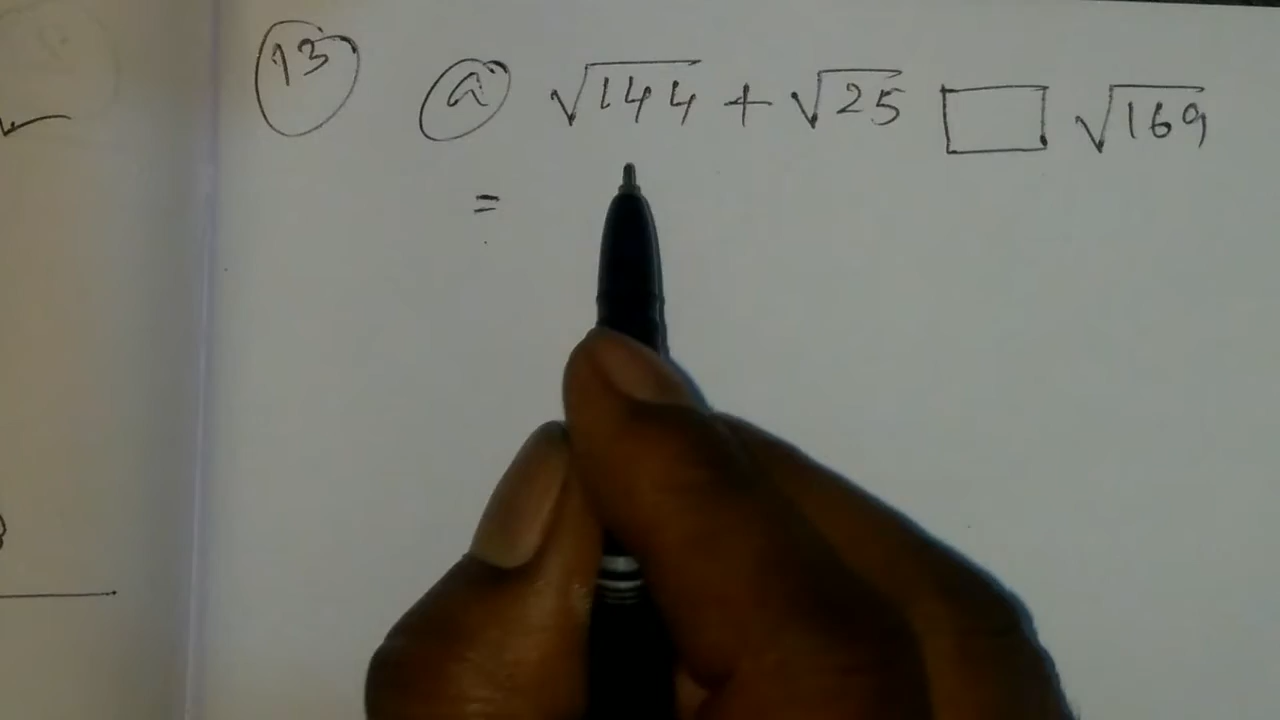 13 a √144 + √25 □ √169
=